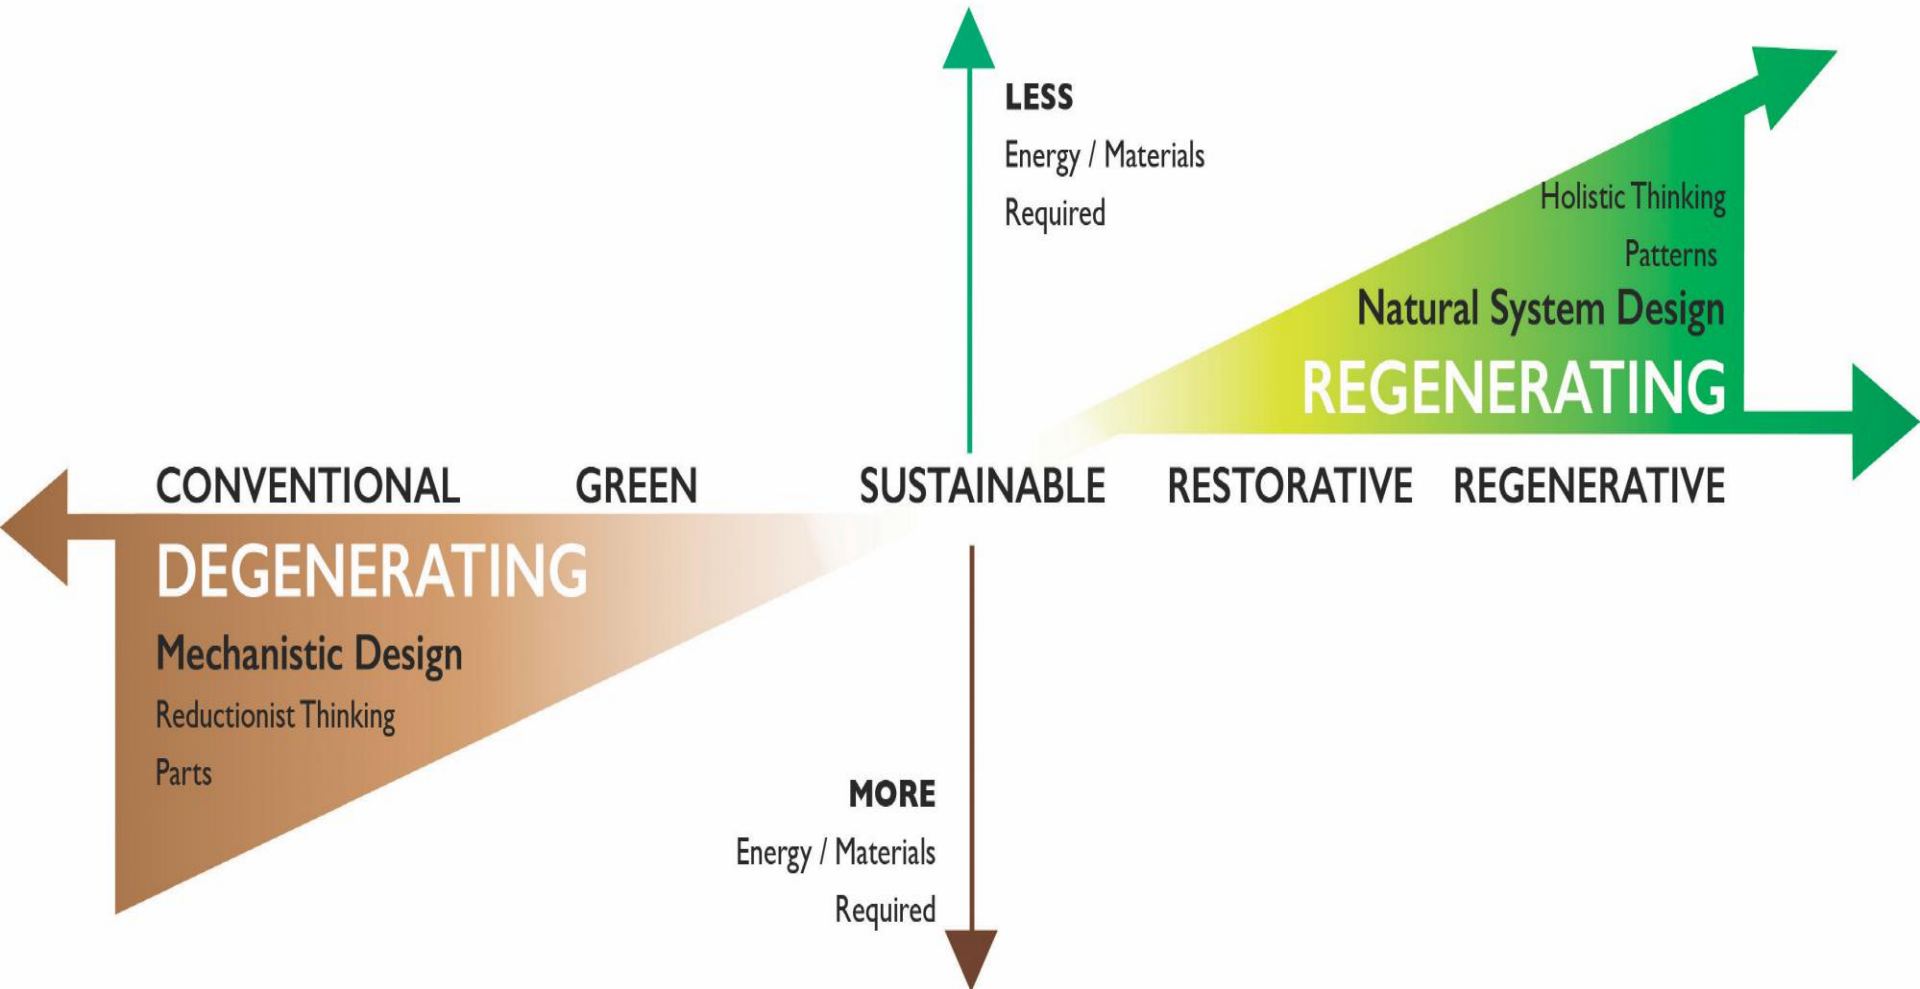 LESS
Energy / Materials
Required
Holistic Thinking
Patterns
Natural System Design
REGENERATING
CONVENTIONAL GREEN SUSTAINABLE RESTORATIVE REGENERATIVE
DEGENERATING
Mechanistic Design
Reductionist Thinking
Parts
MORE
Energy / Materials
Required